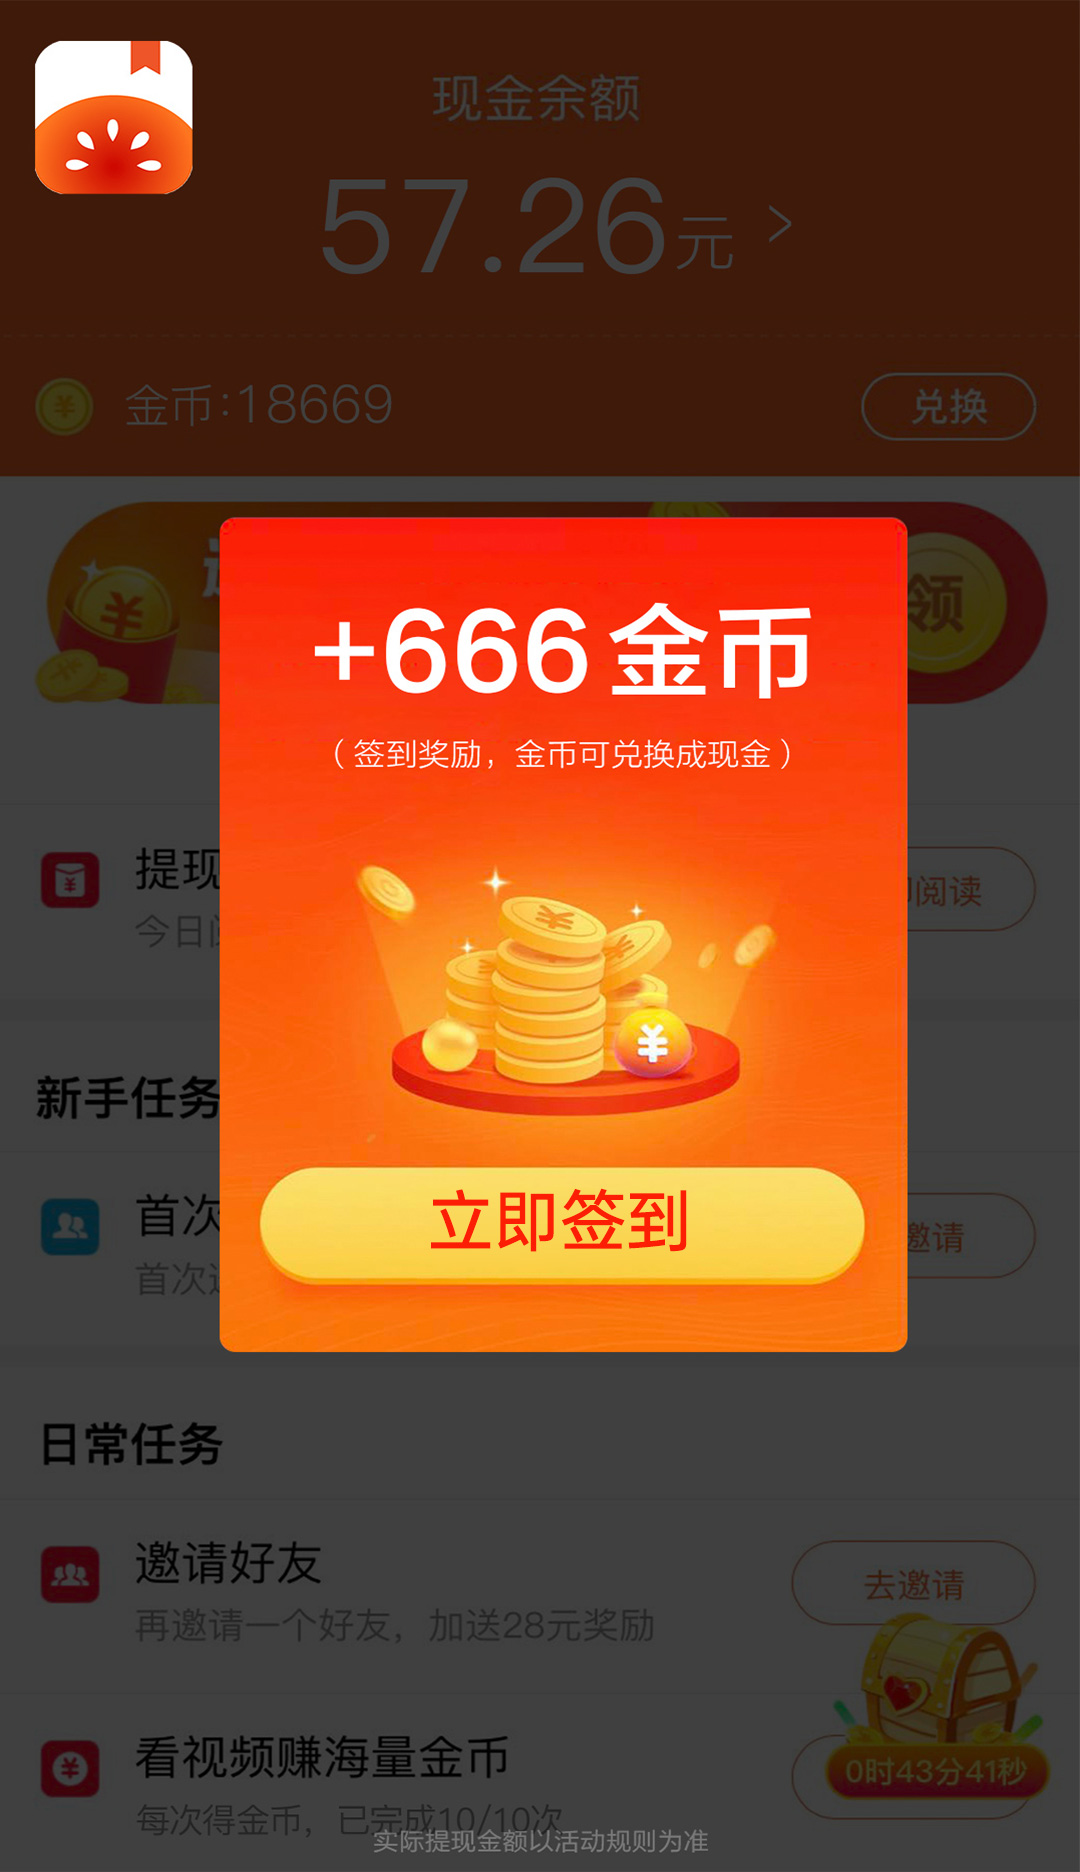 现金余额
57.26元 >
金币:18669
兑换
领
+666金币
（签到奖励，金币可兑换成现金）
提现
阅读
今日
新手任务
首次
邀请
首次
立即签到
日常任务
邀请好友
去邀请
再邀请一个好友，加送28元奖励
看视频赚海量金币
0时43分41秒
每次得金币，已完成10/10次
实际提现金额以活动规则为准